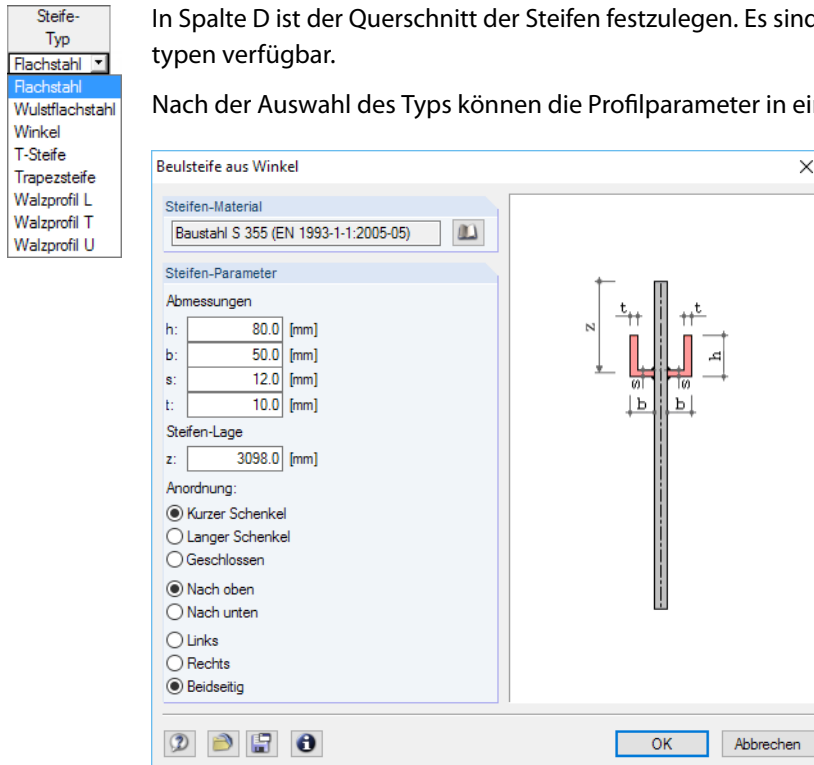 Steife-
Typ
Flachstahl
Flachstahl
Wulstflachstahl
Winkel
T-Steife
Trapezsteife
Walzprofil L
Walzprofil T
Walzprofil U
In Spalte D ist der Querschnitt der Steifen festzulegen. Es sind
typen verfügbar.
Nach der Auswahl des Typs können die Profilparameter in
Beulsteife aus Winkel
Steifen-Material
Baustahl S 355 (EN 1993-1-1:2005-05)
Steifen-Parameter
Abmessungen
h: 80.0 [mm]
b: 50.0 [mm]
s: 12.0 [mm]
t: 10.0 [mm]
Steifen-Lage
z: 3098.0 [mm]
Anordnung:
Kurzer Schenkel
Langer Schenkel
Geschlossen
Nach oben
Nach unten
Links
Rechts
Beidseitig
t t
z
h
s s
b b
OK Abbrechen